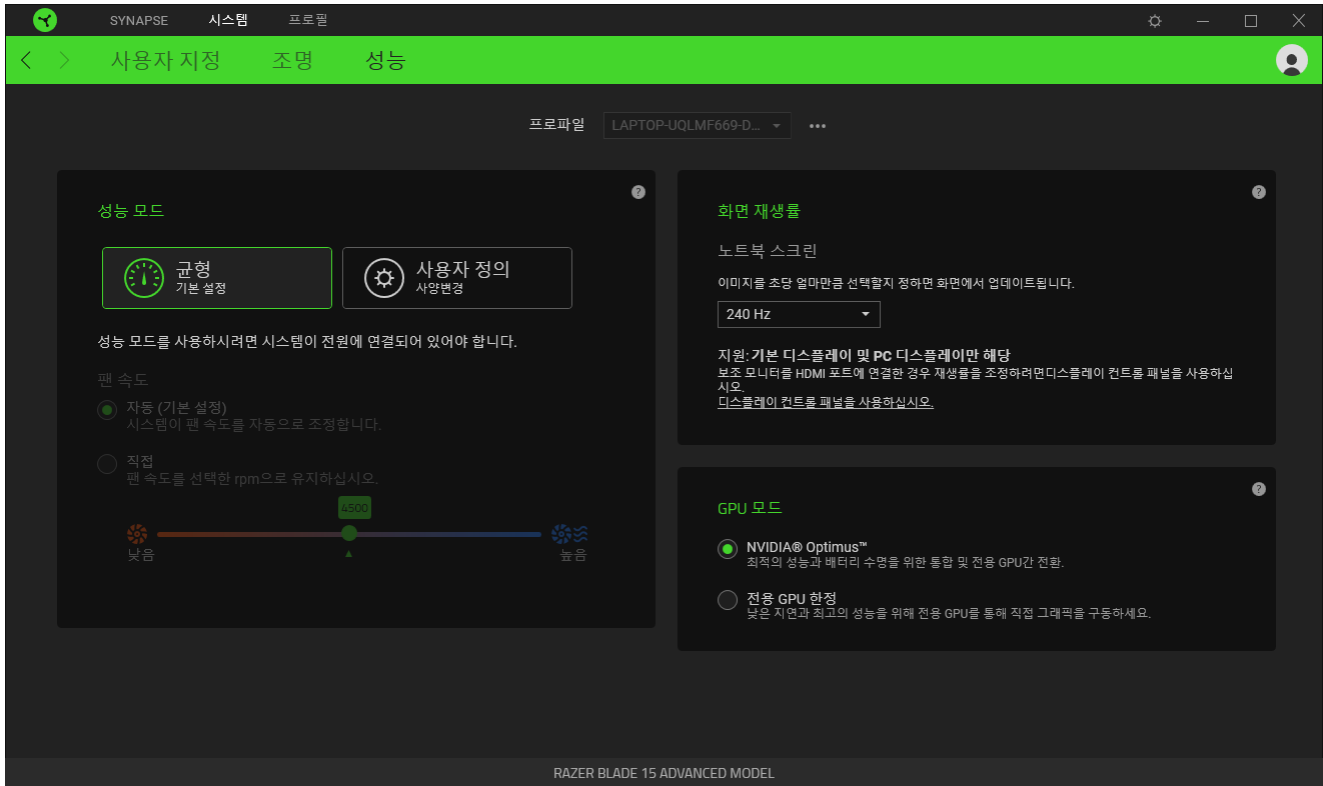 SYNAPSE 시스템 프로필
사용자 지정 조명 성능
프로파일 LAPTOP-UQLMF669-D...
성능 모드
균형
기본 설정
사용자 정의
사양변경
성능 모드를 사용하시려면 시스템이 전원에 연결되어 있어야 합니다.
팬 속도
자동 (기본 설정)
시스템이 팬 속도를 자동으로 조정합니다.
직접
팬 속도를 선택한 rpm으로 유지하십시오.
4500
낮음 높음
화면 재생률
노트북 스크린
이미지를 초당 얼마만큼 선택할지 정하면 화면에서 업데이트됩니다.
240 Hz
지원: 기본 디스플레이 및 PC 디스플레이만 해당
보조 모니터를 HDMI 포트에 연결한 경우 재생률을 조정하려면디스플레이 컨트롤 패널을 사용하십
시오.
디스플레이 컨트롤 패널을 사용하십시오.
GPU 모드
NVIDIA® Optimus™
최적의 성능과 배터리 수명을 위한 통합 및 전용 GPU간 전환.
전용 GPU 한정
낮은 지연과 최고의 성능을 위해 전용 GPU를 통해 직접 그래픽을 구동하세요.
RAZER BLADE 15 ADVANCED MODEL